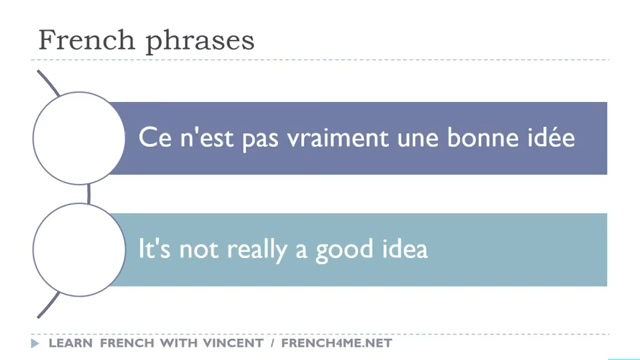 French phrases
Ce n'est pas vraiment une bonne idée
It's not really a good idea
LEARN FRENCH WITH VINCENT / FRENCH4ME.NET